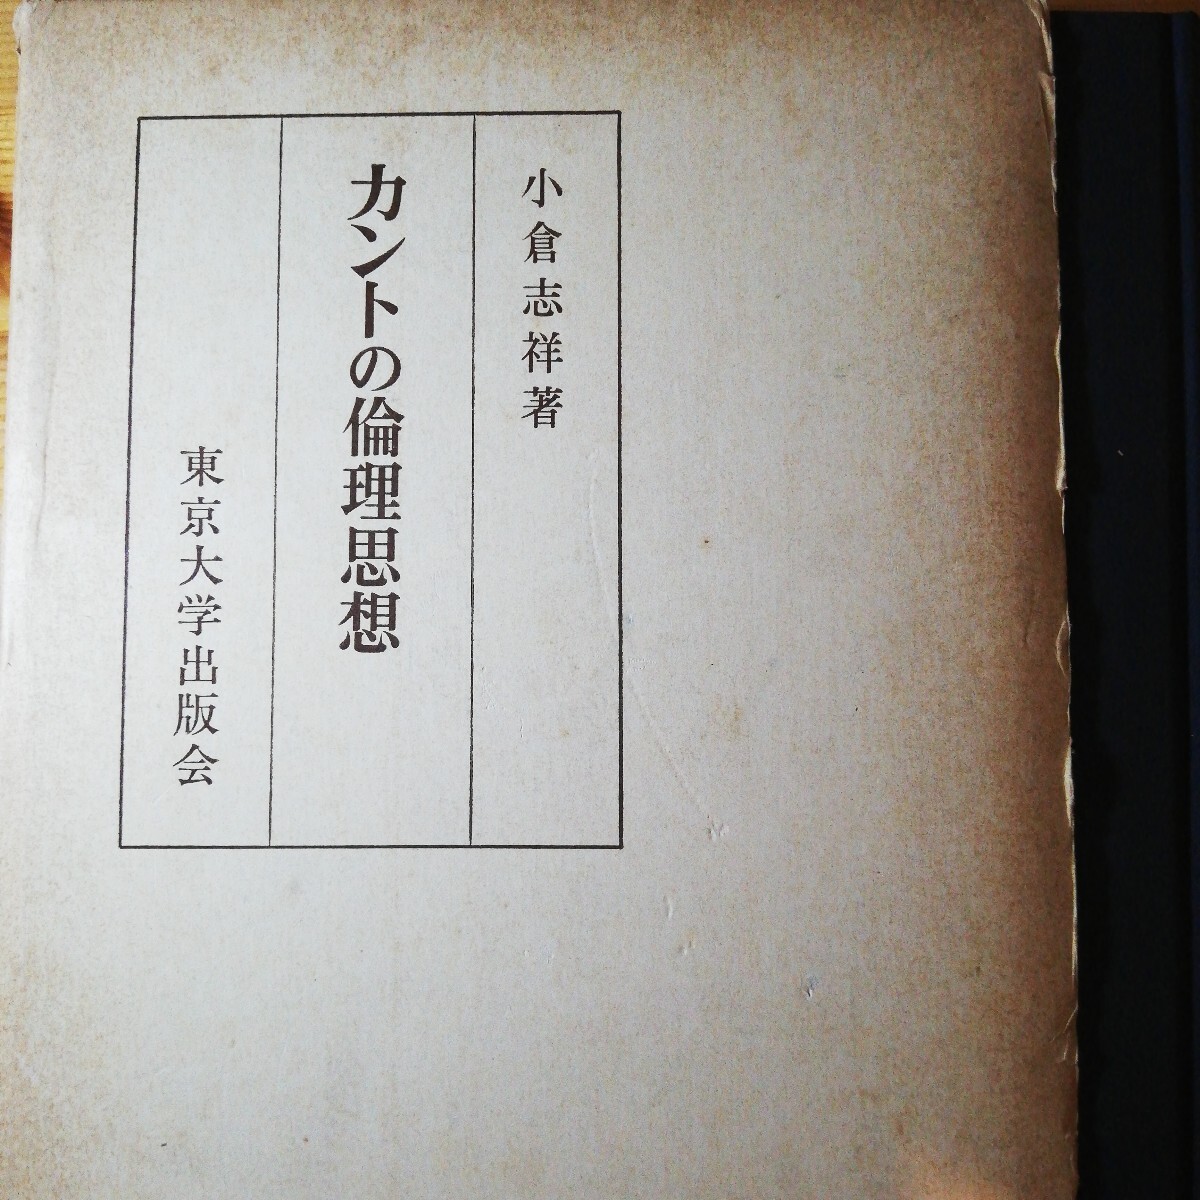 小倉志祥著
カントの倫理思想
東京大学出版会